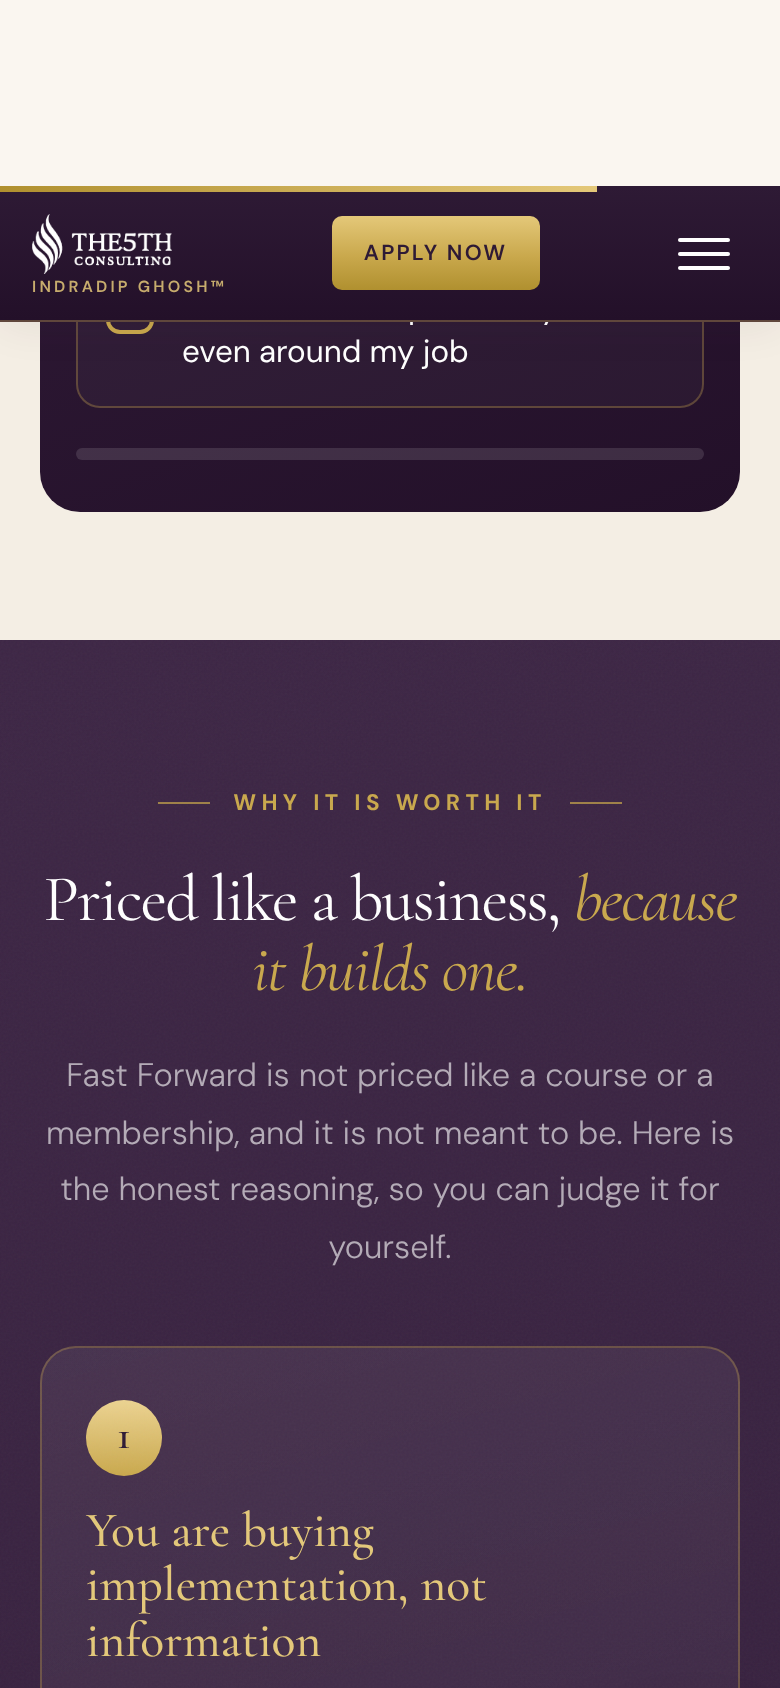 THE5TH
CONSULTING
INDRADIP GHOSH™
APPLY NOW
even around my job
WHY IT IS WORTH IT
Priced like a business, because
it builds one.
Fast Forward is not priced like a course or a
membership, and it is not meant to be. Here is
the honest reasoning, so you can judge it for
yourself.
1
You are buying
implementation, not
information